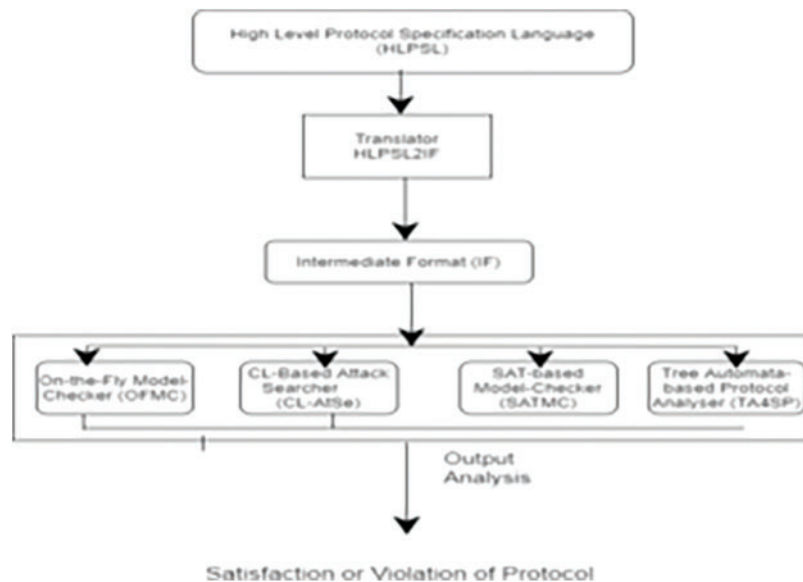 High Level Protocol Specification Language
(HLPSL)
Translator
HLPSL2IF
Intermediate Format (IF)
On-the-Fly Model-
Checker (OFMC)
CL-Based Attack
Searcher
(CL-AtSe)
SAT-based
Model-Checker
(SATMC)
Tree Automata-
based Protocol
Analyser (TA4SP)
Output
Analysis
Satisfaction or Violation of Protocol